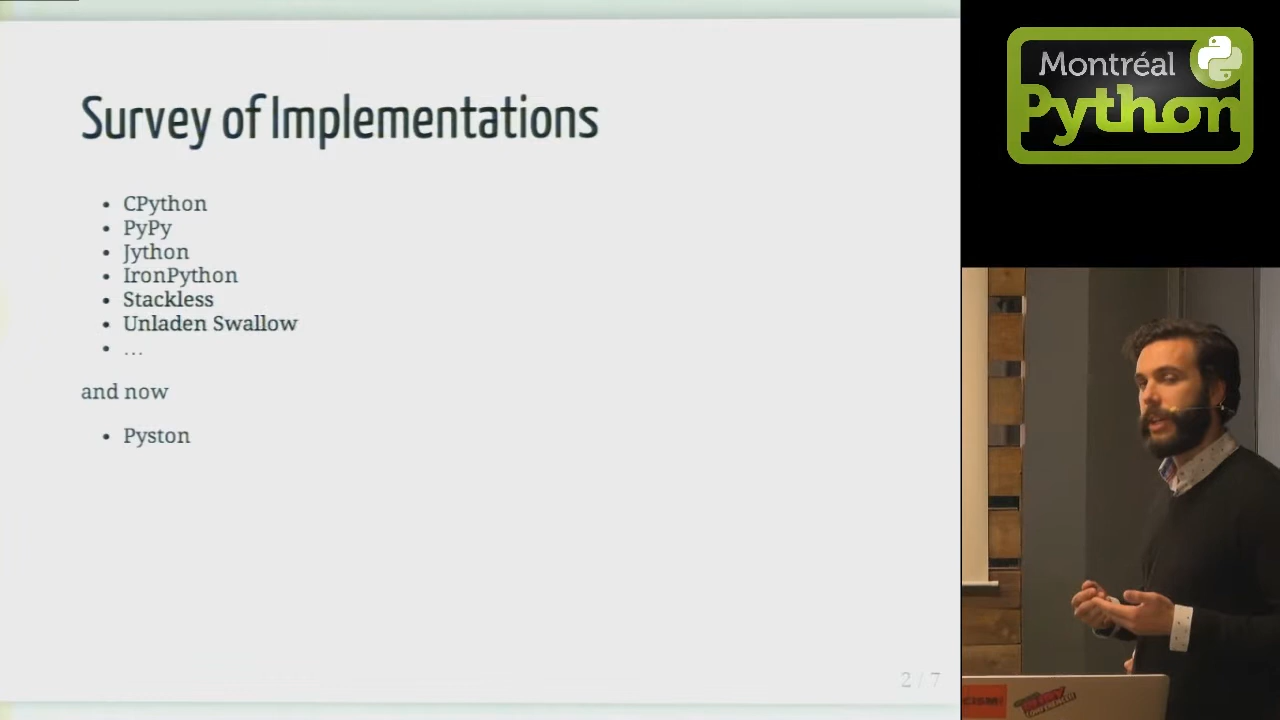 Survey of Implementations
• CPython
• PyPy
• Jython
• IronPython
• Stackless
• Unladen Swallow
• ...
and now
• Pyston
2 / 7
Montréal
Python